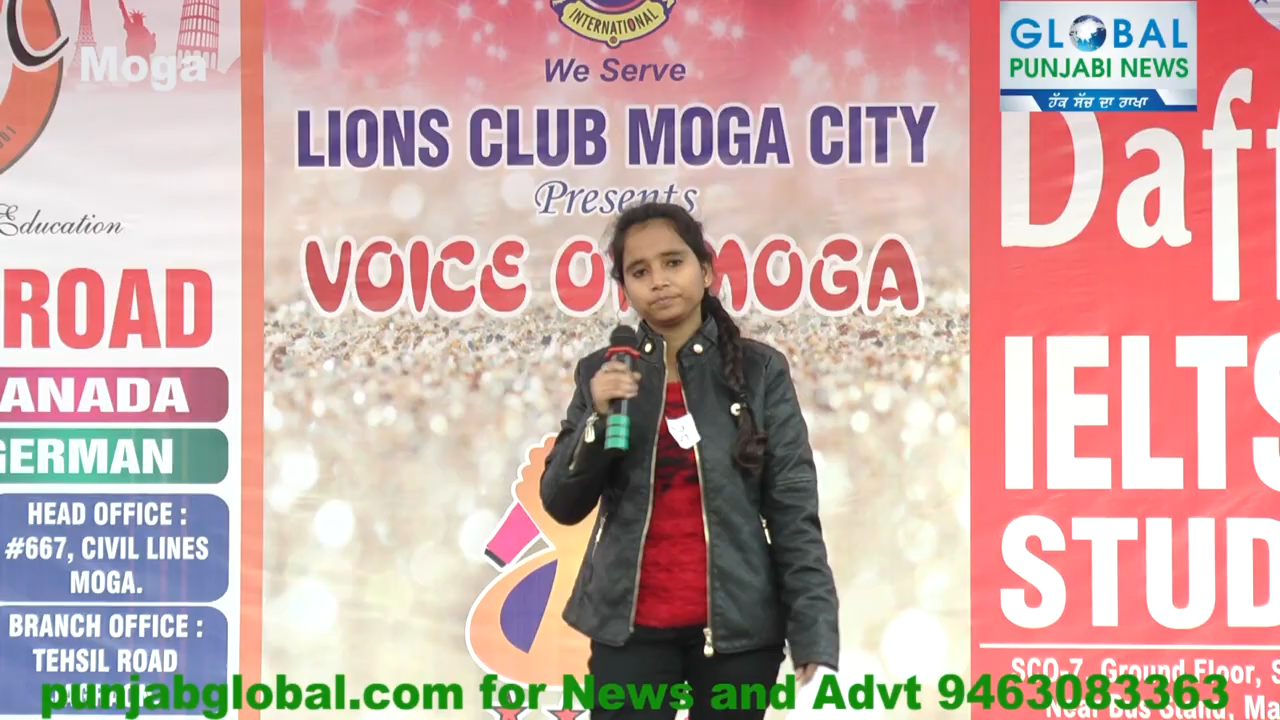 Moga
Education
ROAD
ANADA
GERMAN
HEAD OFFICE :
#667, CIVIL LINES
MOGA.
BRANCH OFFICE :
TEHSIL ROAD
INTERNATIONAL
We Serve
LIONS CLUB MOGA CITY
Presents
VOICE OF MOGA
GLOBAL
PUNJABI NEWS
ਹੱਕ ਸੱਚ ਦਾ ਰਾਖਾ
Daff
IELTS
STUD
SCO-7, Ground Floor, S
Near Bus Stand, Ma
punjabglobal.com for News and Advt 9463083363